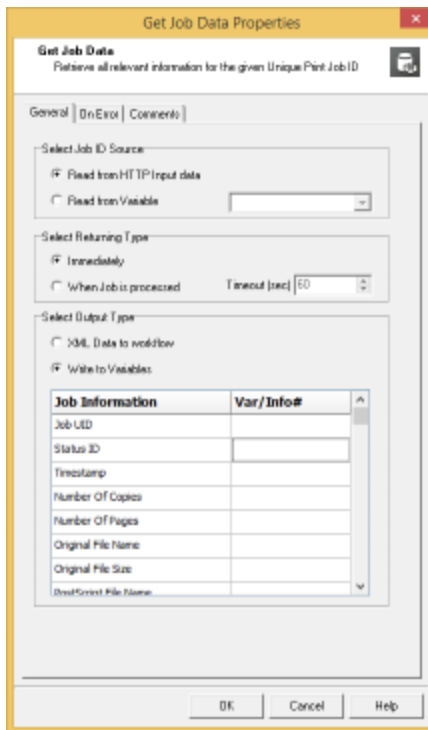 Get Job Data Properties
Get Job Data
Retrieve all relevant information for the given Unique Print Job ID
General On Error Comments
Select Job ID Source
Read from HTTP Input data
Read from Variable
Select Returning Type
Immediately
When Job is processed Timeout (sec) 60
Select Output Type
XML Data to workflow
Write to Variables
Job Information Var/Info#
Job UID
Status ID
Timestamp
Number Of Copies
Number Of Pages
Original File Name
Original File Size
PostScript File Name
OK Cancel Help